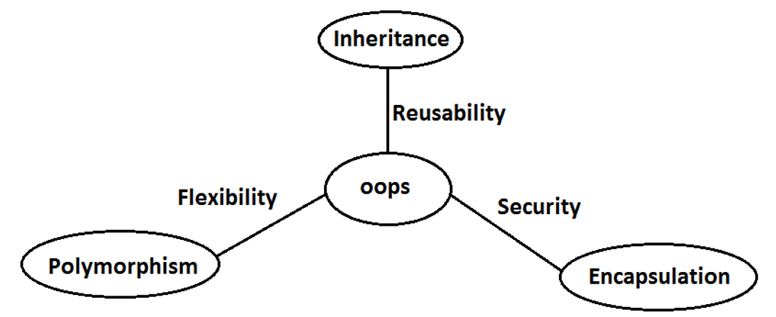 Inheritance
Reusability
oops
Flexibility
Security
Polymorphism
Encapsulation